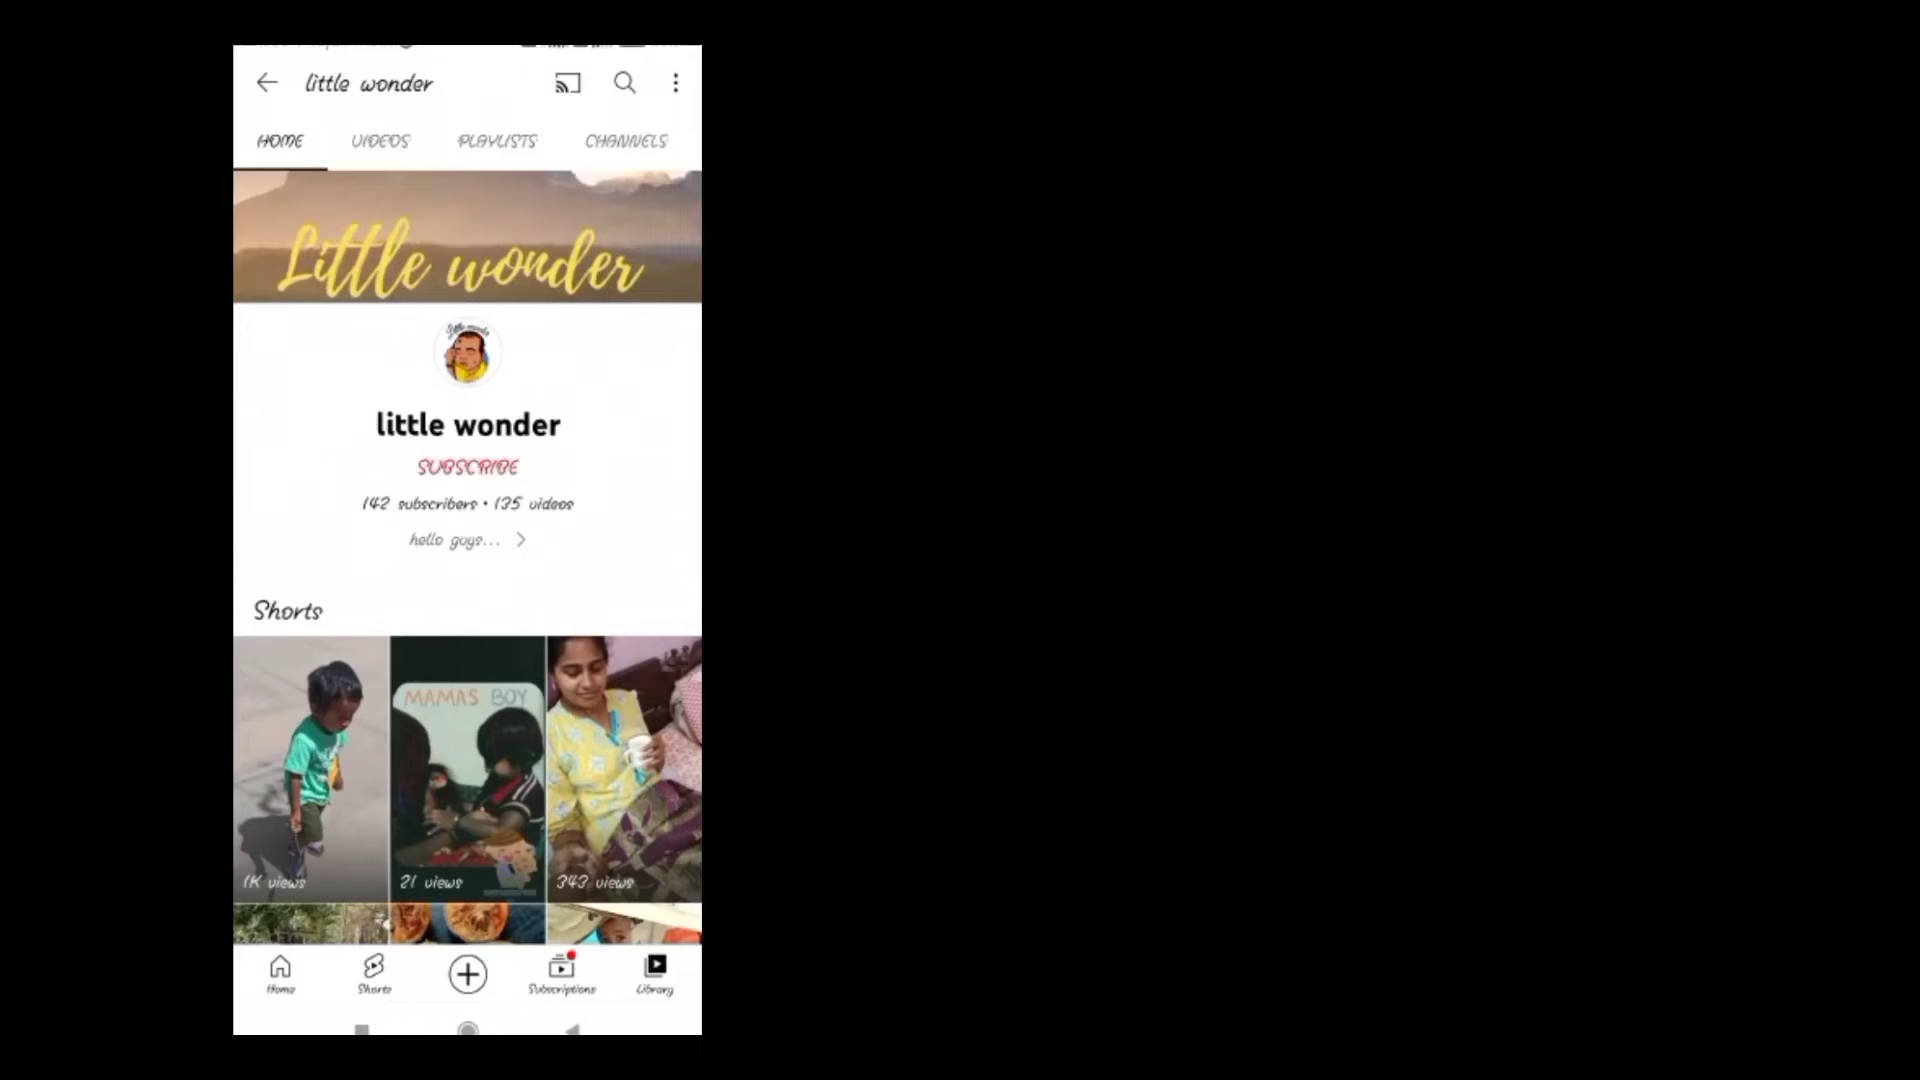 little wonder
HOME VIDEOS PLAYLISTS CHANNELS
Little wonder
little wonder
SUBSCRIBE
142 subscribers • 135 videos
hello guys...
Shorts
MAMAS BOY
1K views 21 views 343 views
Home Shorts Subscriptions Library